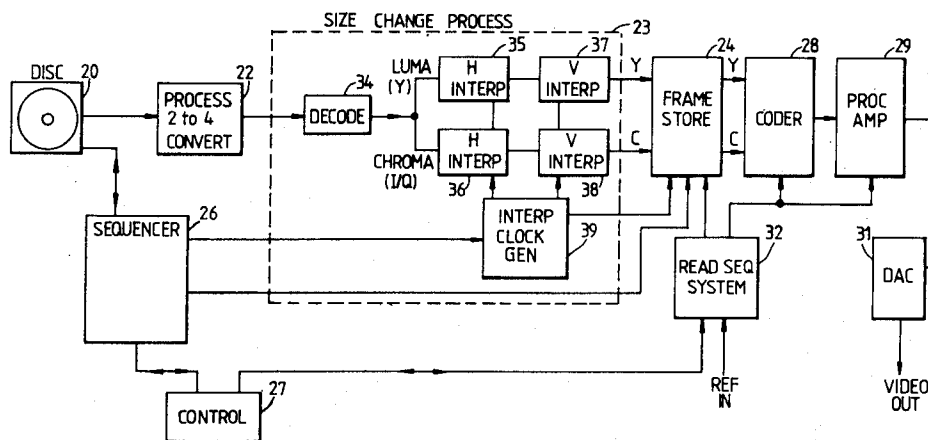 SIZE CHANGE PROCESS
23
DISC
20
22
PROCESS
2 to 4
CONVERT
34
DECODE
LUMA
(Y)
35
H
INTERP
37
V
INTERP
Y
24
FRAME
STORE
Y
28
CODER
29
PROC
AMP
CHROMA
(I/Q)
H
INTERP
36
V
INTERP
38
C
C
SEQUENCER
26
INTERP
CLOCK
GEN
39
READ SEQ
SYSTEM
32
31
DAC
CONTROL
27
REF
IN
VIDEO
OUT